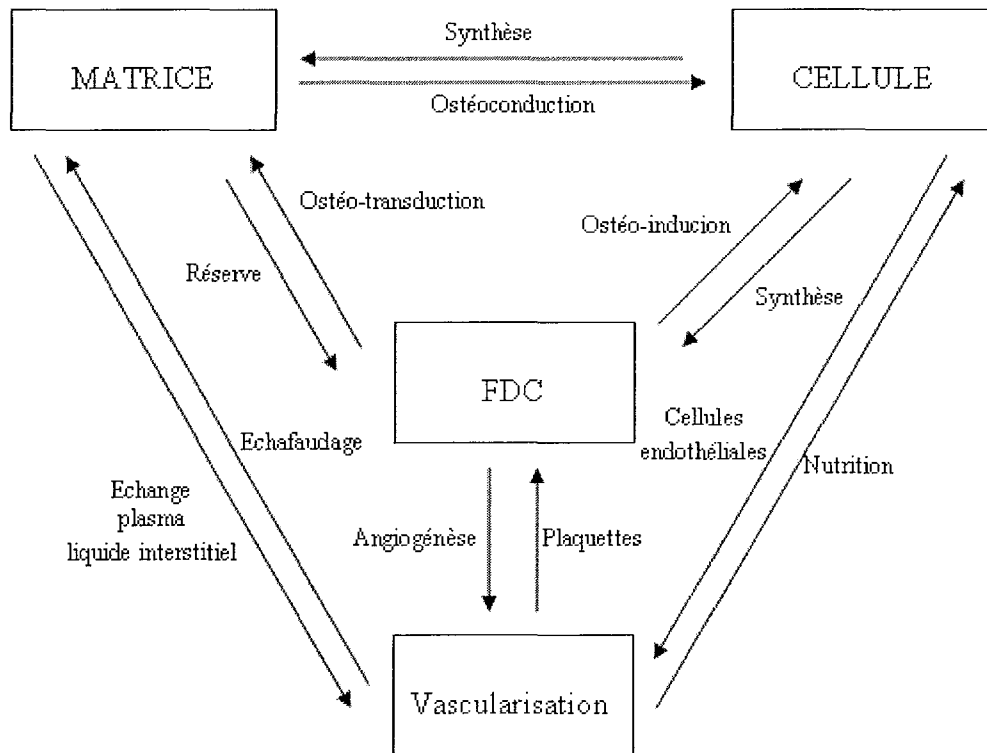 Synthèse
MATRICE
CELLULE
Ostéoconduction
Ostéo-transduction
Ostéo-inducion
Réserve
Synthèse
FDC
Cellules
endothéliales
Echafaudage
Nutrition
Echange
plasma
liquide interstitiel
Angiogénèse
Plaquettes
Vascularisation